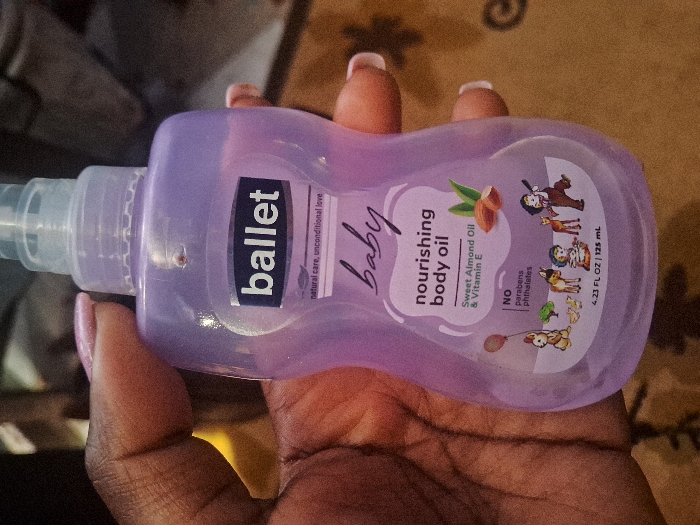 ballet
natural care, unconditional love
baby
nourishing
body oil
Sweet Almond Oil
& Vitamin E
NO
parabens
phthalates
4.23 FL OZ | 125 mL